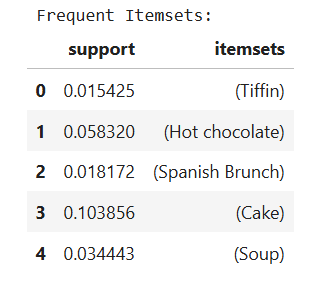 Frequent Itemsets:
support itemsets
0 0.015425 (Tiffin)
1 0.058320 (Hot chocolate)
2 0.018172 (Spanish Brunch)
3 0.103856 (Cake)
4 0.034443 (Soup)